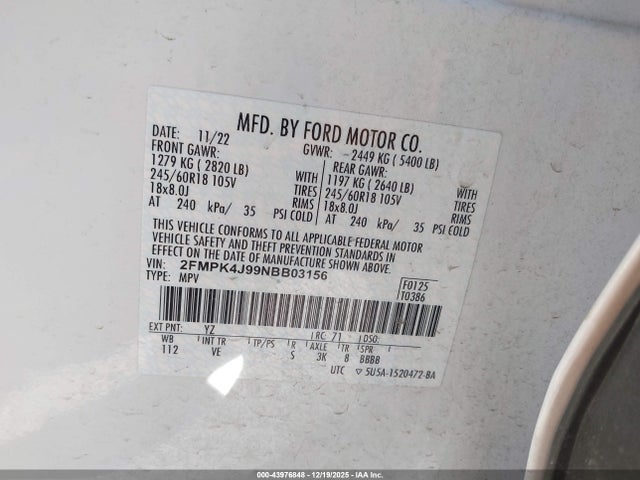 MFD. BY FORD MOTOR CO.
DATE: 11/22 GVWR: 2449 KG ( 5400 LB)
FRONT GAWR: REAR GAWR:
1279 KG ( 2820 LB) WITH 1197 KG ( 2640 LB) WITH
245/60R18 105V TIRES 245/60R18 105V TIRES
18x8.0J RIMS 18x8.0J RIMS
AT 240 kPa/ 35 PSI COLD AT 240 kPa/ 35 PSI COLD
THIS VEHICLE CONFORMS TO ALL APPLICABLE FEDERAL MOTOR
VEHICLE SAFETY AND THEFT PREVENTION STANDARDS IN
EFFECT ON THE DATE OF MANUFACTURE SHOWN ABOVE.
VIN: 2FMPK4J99NBB03156
TYPE: MPV
F0125
T0386
EXT PNT: YZ RC: 71 DSO:
WB INT TR TP/PS R AXLE TR SPR
112 VE S 3K 8 BBBB
UTC ▽ 5U5A-1520472-BA
000-43976848 - 12/19/2025 - IAA Inc.